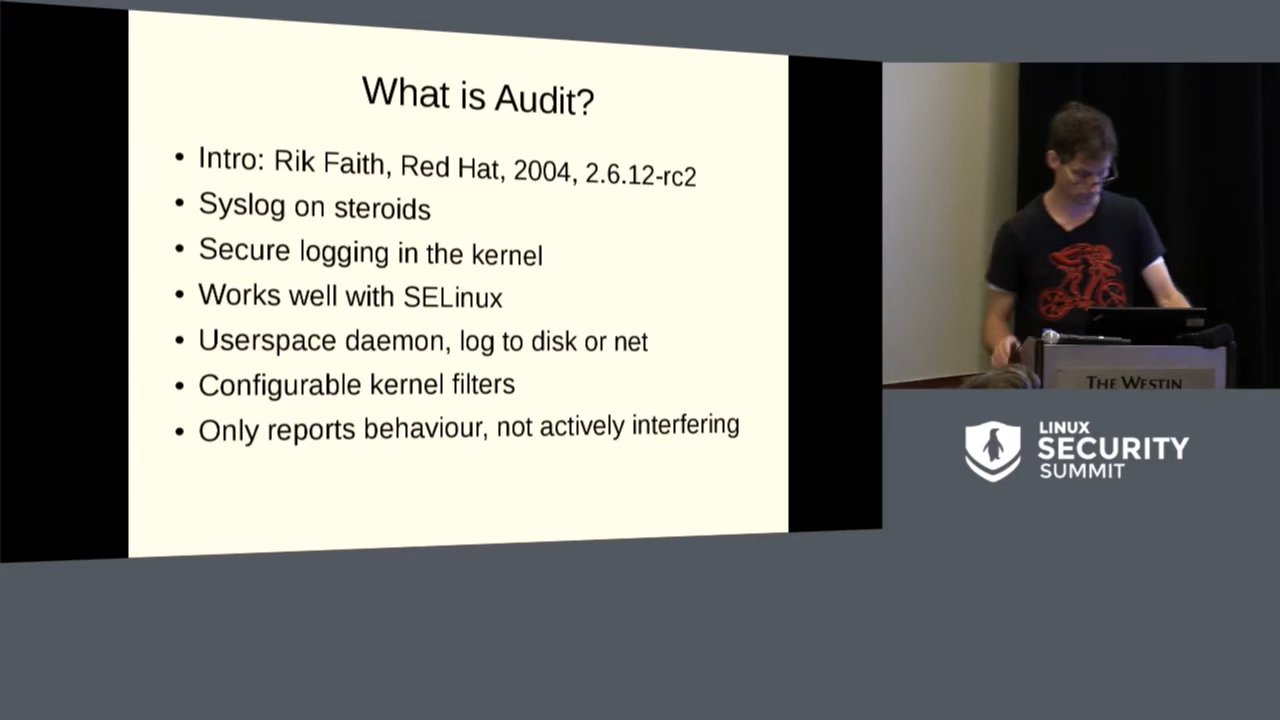 What is Audit?
• Intro: Rik Faith, Red Hat, 2004, 2.6.12-rc2
• Syslog on steroids
• Secure logging in the kernel
• Works well with SELinux
• Userspace daemon, log to disk or net
• Configurable kernel filters
• Only reports behaviour, not actively interfering
THE WESTIN
LINUX
SECURITY
SUMMIT